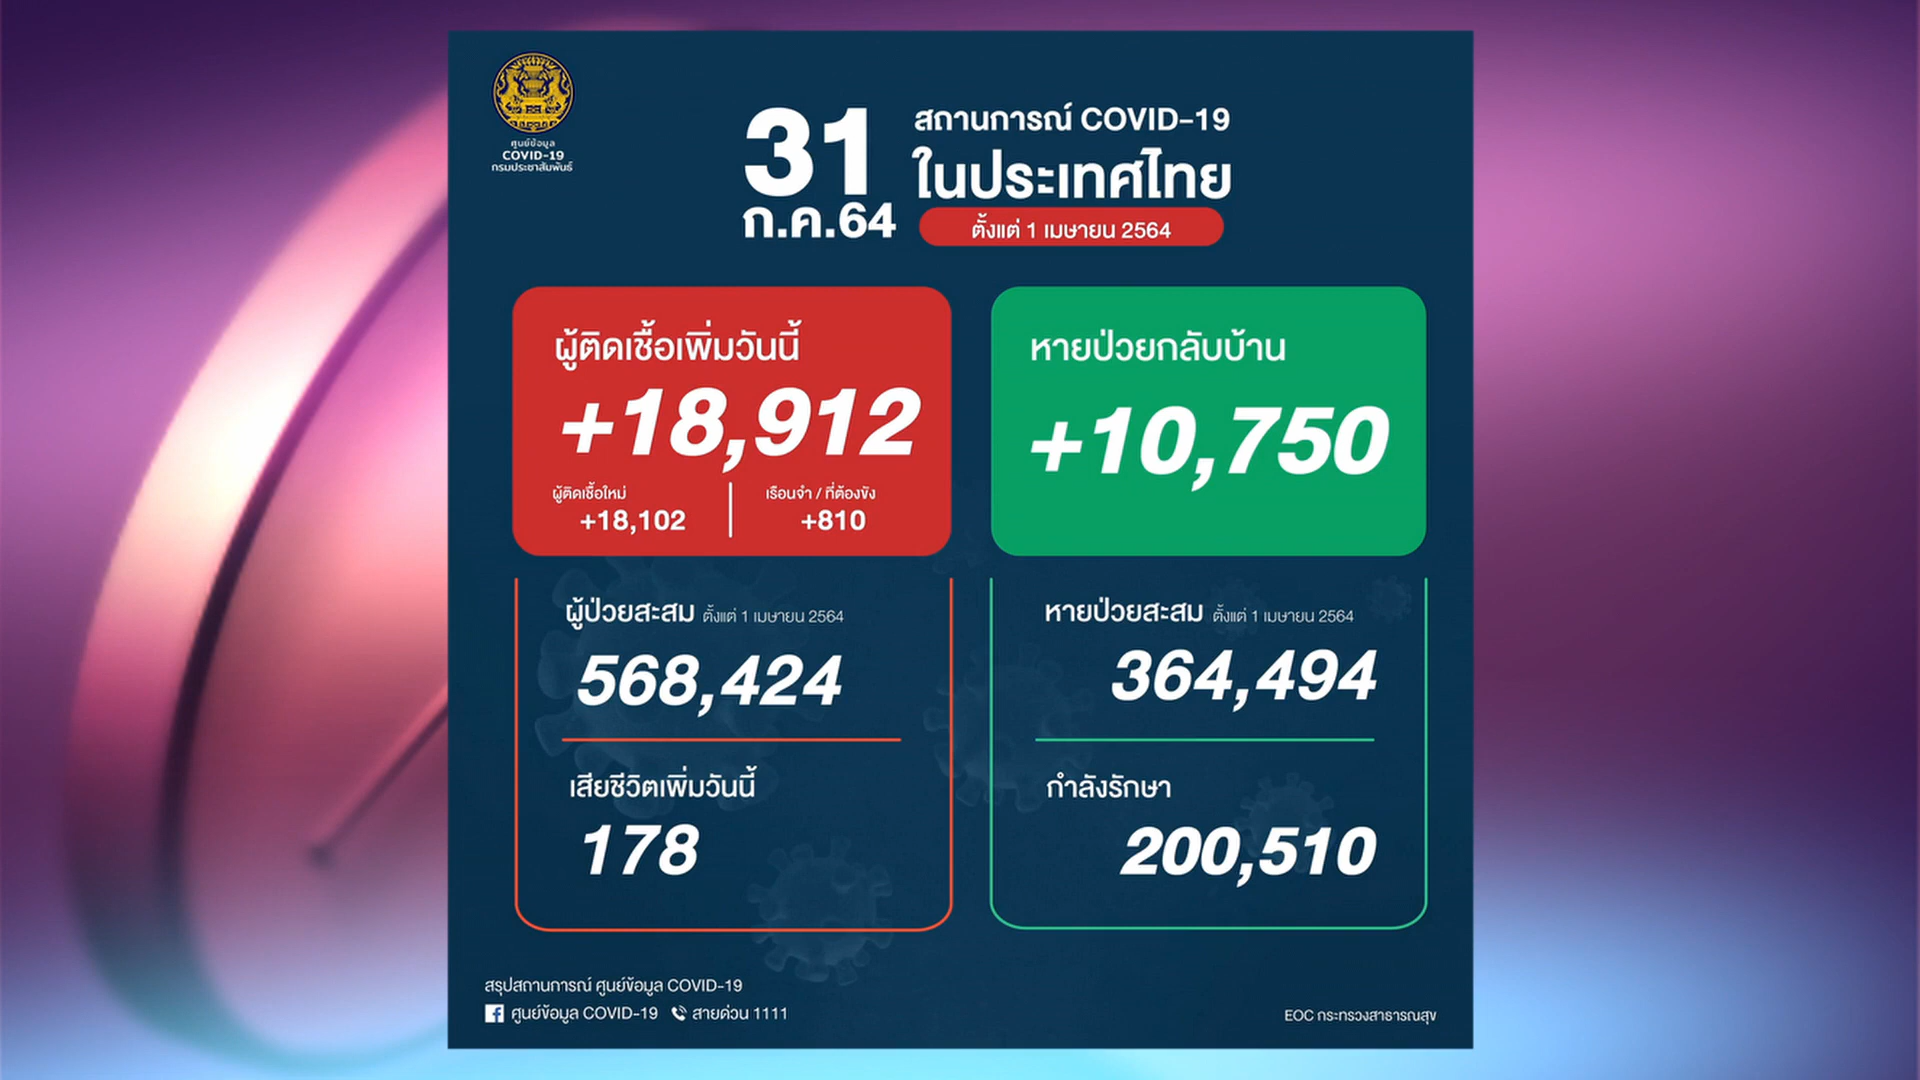 ศูนย์ข้อมูล
COVID-19
กรมประชาสัมพันธ์
31
ก.ค.64
สถานการณ์ COVID-19
ในประเทศไทย
ตั้งแต่ 1 เมษายน 2564
ผู้ติดเชื้อเพิ่มวันนี้
+18,912
ผู้ติดเชื้อใหม่
+18,102
เรือนจำ / ที่ต้องขัง
+810
หายป่วยกลับบ้าน
+10,750
ผู้ป่วยสะสม ตั้งแต่ 1 เมษายน 2564
568,424
เสียชีวิตเพิ่มวันนี้
178
หายป่วยสะสม ตั้งแต่ 1 เมษายน 2564
364,494
กำลังรักษา
200,510
สรุปสถานการณ์ ศูนย์ข้อมูล COVID-19
ศูนย์ข้อมูล COVID-19 สายด่วน 1111
EOC กระทรวงสาธารณสุข